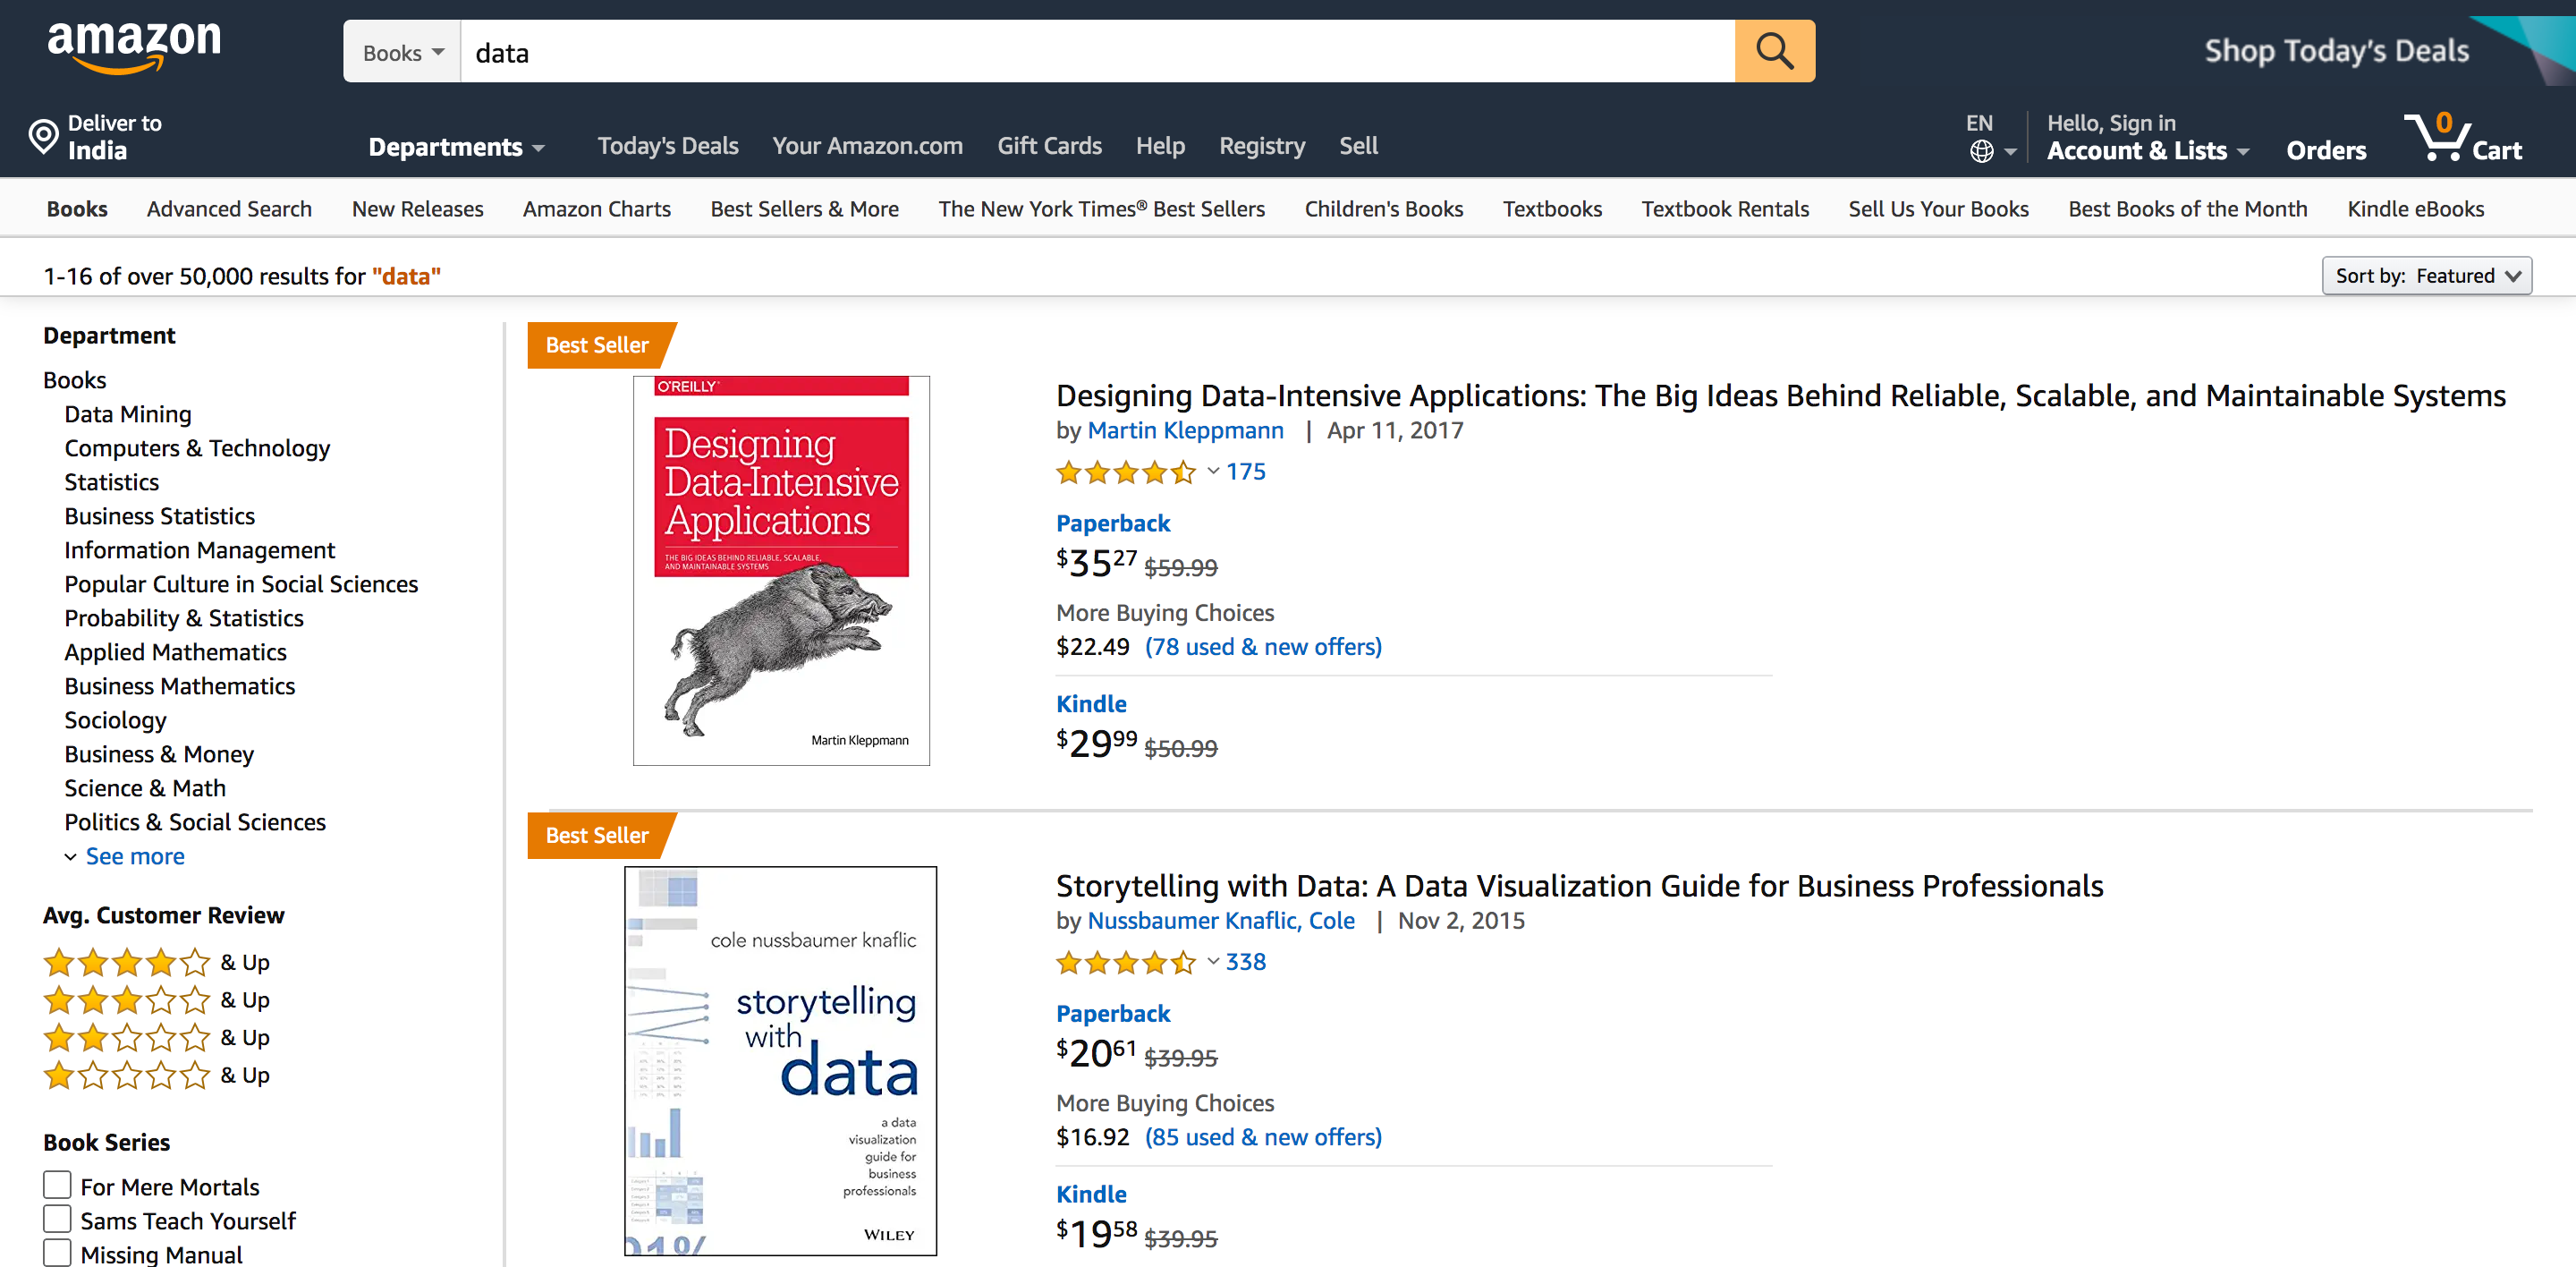 amazon
Books
data
Shop Today's Deals
Deliver to
India
Departments
Today's Deals
Your Amazon.com
Gift Cards
Help
Registry
Sell
EN
Hello, Sign in
Account & Lists
Orders
0
Cart
Books
Advanced Search
New Releases
Amazon Charts
Best Sellers & More
The New York Times® Best Sellers
Children's Books
Textbooks
Textbook Rentals
Sell Us Your Books
Best Books of the Month
Kindle eBooks
1-16 of over 50,000 results for "data"
Sort by: Featured
Department
Books
Data Mining
Computers & Technology
Statistics
Business Statistics
Information Management
Popular Culture in Social Sciences
Probability & Statistics
Applied Mathematics
Business Mathematics
Sociology
Business & Money
Science & Math
Politics & Social Sciences
See more
Avg. Customer Review
& Up
& Up
& Up
& Up
Book Series
For Mere Mortals
Sams Teach Yourself
Missing Manual
Best Seller
O'REILLY®
Designing
Data-Intensive
Applications
THE BIG IDEAS BEHIND RELIABLE, SCALABLE,
AND MAINTAINABLE SYSTEMS
Martin Kleppmann
Designing Data-Intensive Applications: The Big Ideas Behind Reliable, Scalable, and Maintainable Systems
by Martin Kleppmann | Apr 11, 2017
175
Paperback
$3527 $59.99
More Buying Choices
$22.49 (78 used & new offers)
Kindle
$2999 $50.99
Best Seller
cole nussbaumer knaflic
storytelling
with
data
a data
visualization
guide for
business
professionals
WILEY
91%
Storytelling with Data: A Data Visualization Guide for Business Professionals
by Nussbaumer Knaflic, Cole | Nov 2, 2015
338
Paperback
$2061 $39.95
More Buying Choices
$16.92 (85 used & new offers)
Kindle
$1958 $39.95